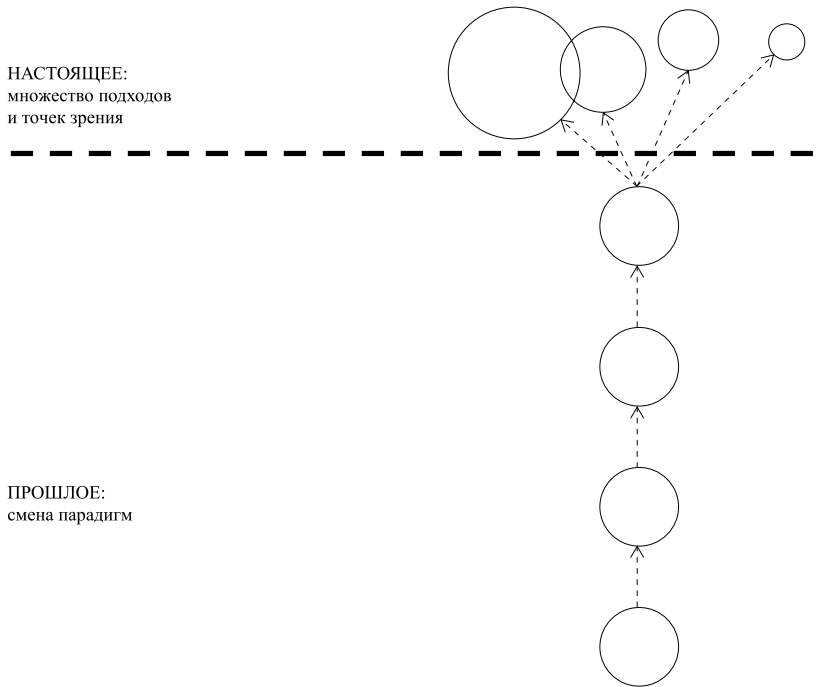 НАСТОЯЩЕЕ:
множество подходов
и точек зрения
ПРОШЛОЕ:
смена парадигм